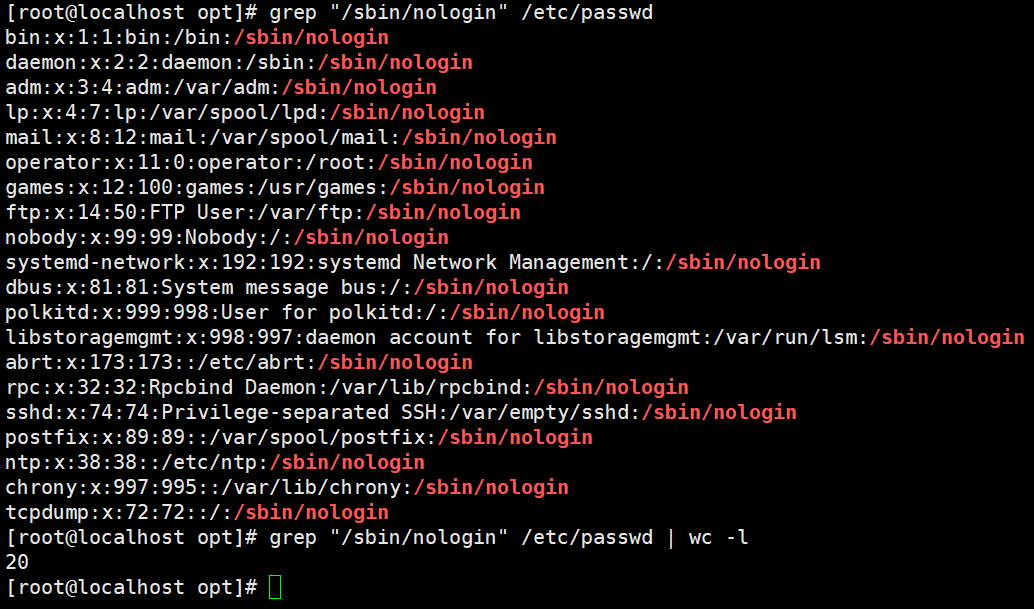 [root@localhost opt]# grep "/sbin/nologin" /etc/passwd
bin:x:1:1:bin:/bin:/sbin/nologin
daemon:x:2:2:daemon:/sbin:/sbin/nologin
adm:x:3:4:adm:/var/adm:/sbin/nologin
lp:x:4:7:lp:/var/spool/lpd:/sbin/nologin
mail:x:8:12:mail:/var/spool/mail:/sbin/nologin
operator:x:11:0:operator:/root:/sbin/nologin
games:x:12:100:games:/usr/games:/sbin/nologin
ftp:x:14:50:FTP User:/var/ftp:/sbin/nologin
nobody:x:99:99:Nobody:/:/sbin/nologin
systemd-network:x:192:192:systemd Network Management:/:/sbin/nologin
dbus:x:81:81:System message bus:/:/sbin/nologin
polkitd:x:999:998:User for polkitd:/:/sbin/nologin
libstoragemgmt:x:998:997:daemon account for libstoragemgmt:/var/run/lsm:/sbin/nologin
abrt:x:173:173::/etc/abrt:/sbin/nologin
rpc:x:32:32:Rpcbind Daemon:/var/lib/rpcbind:/sbin/nologin
sshd:x:74:74:Privilege-separated SSH:/var/empty/sshd:/sbin/nologin
postfix:x:89:89::/var/spool/postfix:/sbin/nologin
ntp:x:38:38::/etc/ntp:/sbin/nologin
chrony:x:997:995::/var/lib/chrony:/sbin/nologin
tcpdump:x:72:72::/:/sbin/nologin
[root@localhost opt]# grep "/sbin/nologin" /etc/passwd | wc -l
20
[root@localhost opt]#